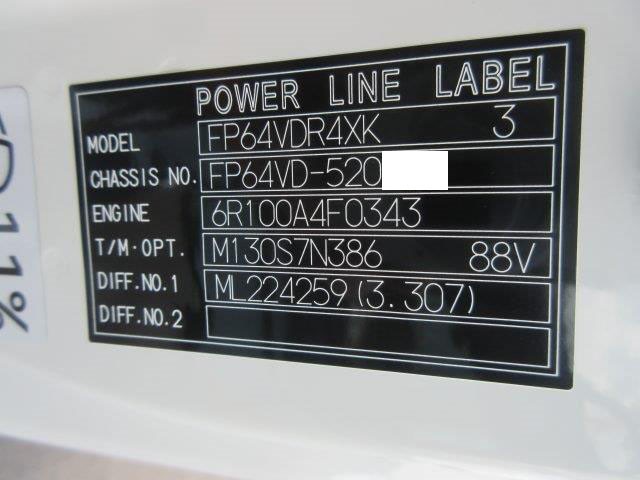 POWER LINE LABEL
MODEL FP64VDR4XK 3
CHASSIS NO. FP64VD-520
ENGINE 6R100A4F0343
T/M·OPT. M130S7N386 88V
DIFF.NO.1 ML224259(3.307)
DIFF.NO.2
11%